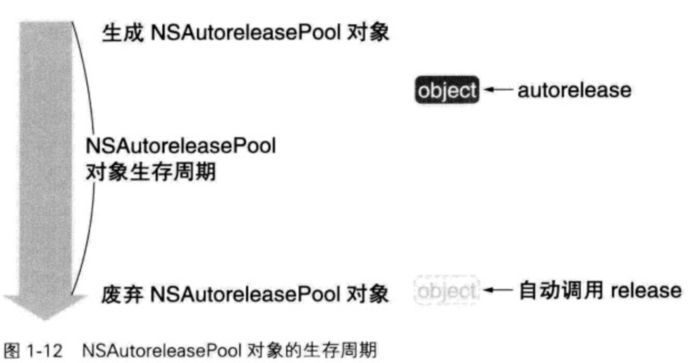 生成 NSAutoreleasePool 对象
object autorelease
NSAutoreleasePool
对象生存周期
废弃 NSAutoreleasePool 对象
object 自动调用 release
图 1-12 NSAutoreleasePool 对象的生存周期